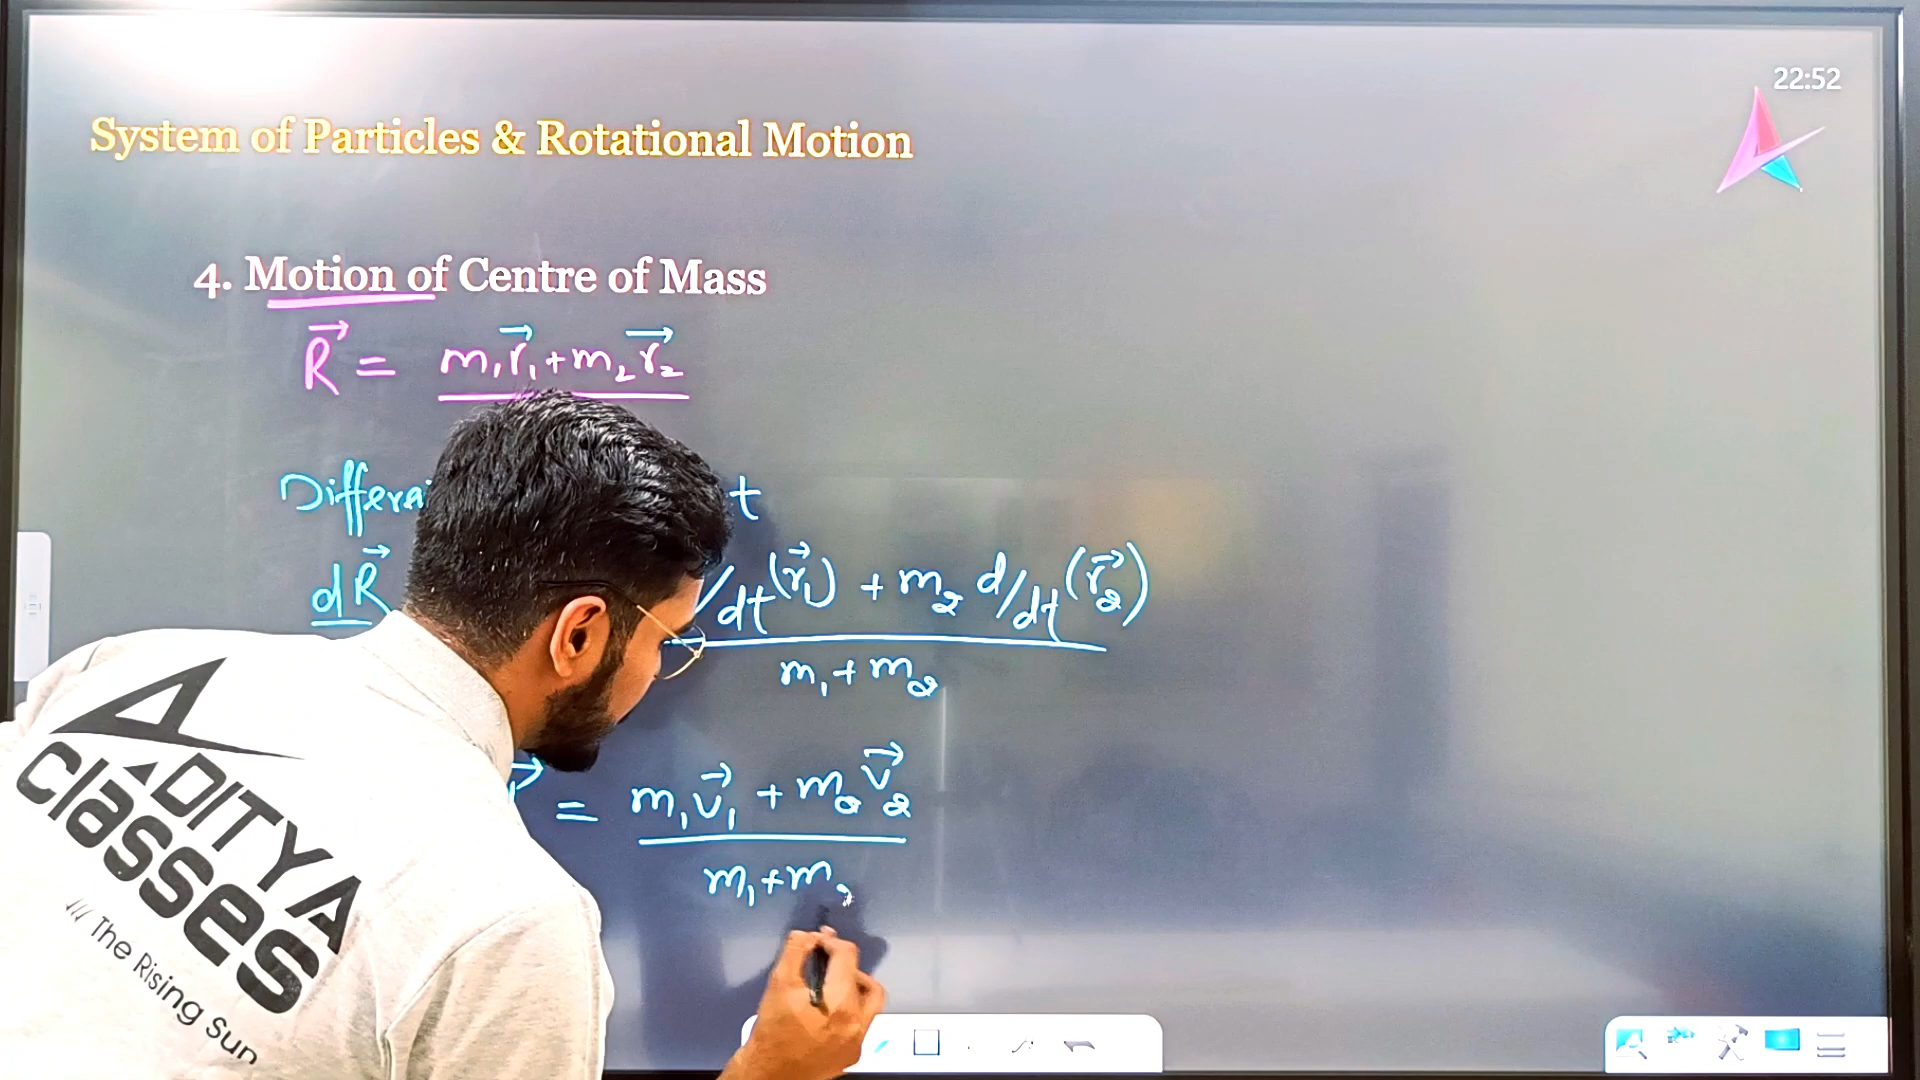 22:52
System of Particles & Rotational Motion
4. Motion of Centre of Mass
R⃗ = m₁r⃗₁ + m₂r⃗₂
t
dR⃗ /dt(r⃗₁) + m₂ d/dt(r⃗₂)
m₁ + m₂
= m₁v⃗₁ + m₂v⃗₂
m₁ + m₂
ADITYA
classes
/// The Rising Sun